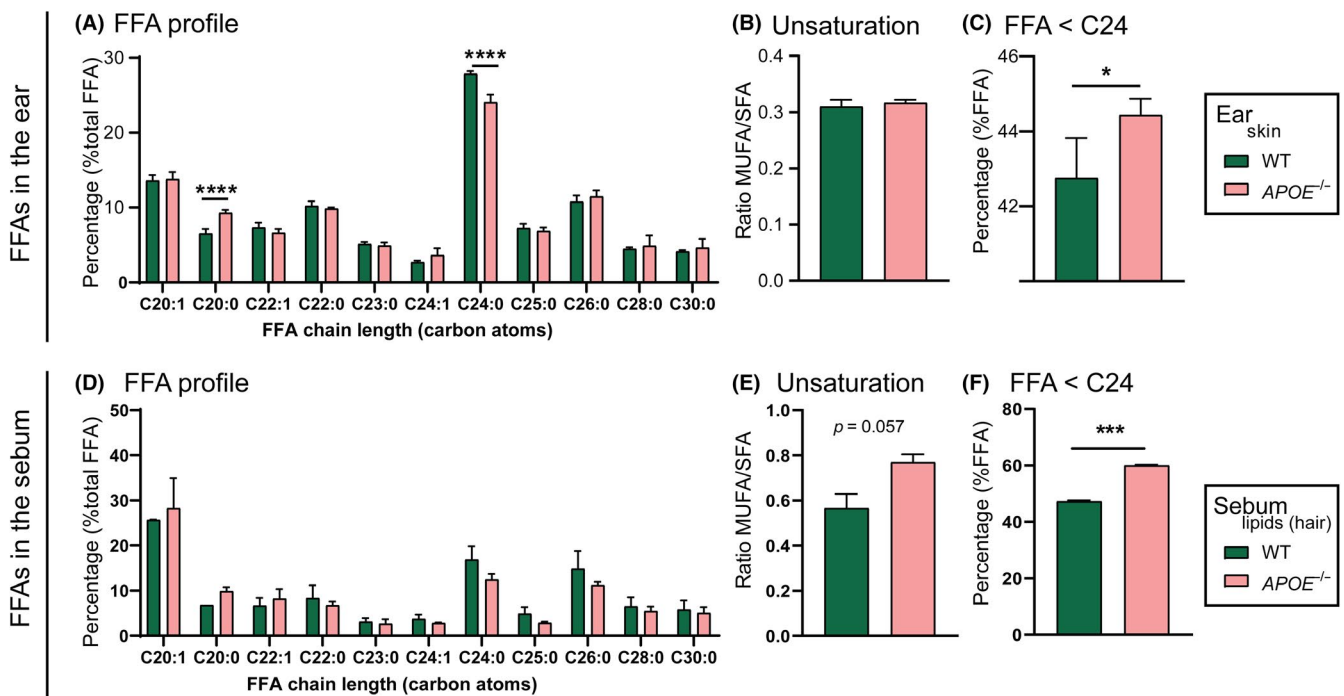 FFAs in the ear
(A) FFA profile
Percentage (%total FFA)
30
20
10
0
****
****
C20:1 C20:0 C22:1 C22:0 C23:0 C24:1 C24:0 C25:0 C26:0 C28:0 C30:0
FFA chain length (carbon atoms)
(B) Unsaturation
Ratio MUFA/SFA
0.4
0.3
0.2
0.1
0.0
(C) FFA < C24
Percentage (%FFA)
46
44
42
*
Ear skin
WT
APOE−/−
FFAs in the sebum
(D) FFA profile
Percentage (%total FFA)
50
40
30
20
10
0
C20:1 C20:0 C22:1 C22:0 C23:0 C24:1 C24:0 C25:0 C26:0 C28:0 C30:0
FFA chain length (carbon atoms)
(E) Unsaturation
Ratio MUFA/SFA
1.0
0.8
0.6
0.4
0.2
0.0
p = 0.057
(F) FFA < C24
Percentage (%FFA)
80
60
40
20
0
***
Sebum lipids (hair)
WT
APOE−/−